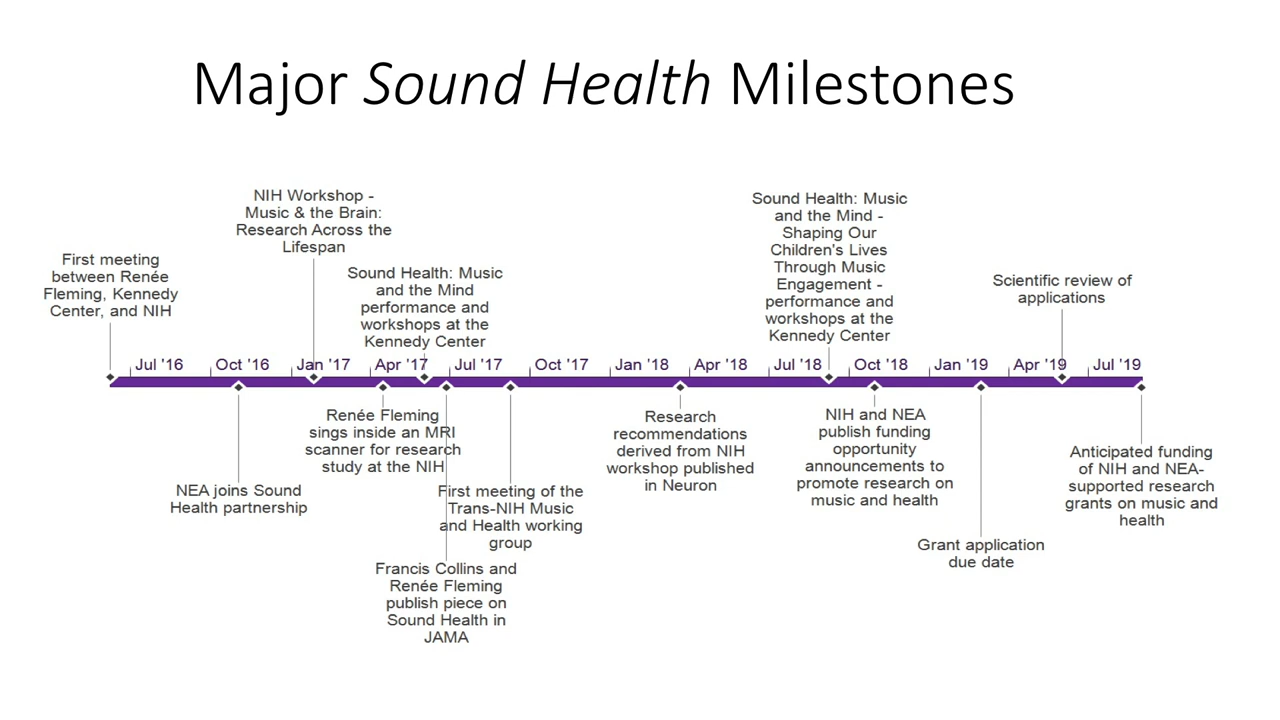 Major Sound Health Milestones
First meeting
between Renée
Fleming, Kennedy
Center, and NIH
NIH Workshop -
Music & the Brain:
Research Across the
Lifespan
Sound Health: Music
and the Mind
performance and
workshops at the
Kennedy Center
Sound Health: Music
and the Mind -
Shaping Our
Children's Lives
Through Music
Engagement -
performance and
workshops at the
Kennedy Center
Scientific review of
applications
Jul '16 Oct '16 Jan '17 Apr '17 Jul '17 Oct '17 Jan '18 Apr '18 Jul '18 Oct '18 Jan '19 Apr '19 Jul '19
NEA joins Sound
Health partnership
Renée Fleming
sings inside an MRI
scanner for research
study at the NIH
Francis Collins and
Renée Fleming
publish piece on
Sound Health in
JAMA
First meeting of the
Trans-NIH Music
and Health working
group
Research
recommendations
derived from NIH
workshop published
in Neuron
NIH and NEA
publish funding
opportunity
announcements to
promote research on
music and health
Grant application
due date
Anticipated funding
of NIH and NEA-
supported research
grants on music and
health